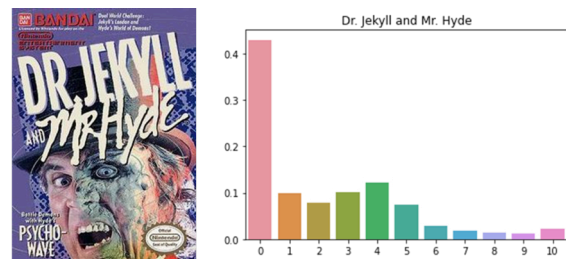 BAN
DAI
BANDAI
Dual World Challenge:
Jekyll's London and
Hyde's World of Demons!
DR. JEKYLL
AND
Mr Hyde
Battle Demons
with Hyde's
PSYCHO-
WAVE
Official
Nintendo
Seal of Quality
Dr. Jekyll and Mr. Hyde
0.4
0.3
0.2
0.1
0.0
0
1
2
3
4
5
6
7
8
9
10